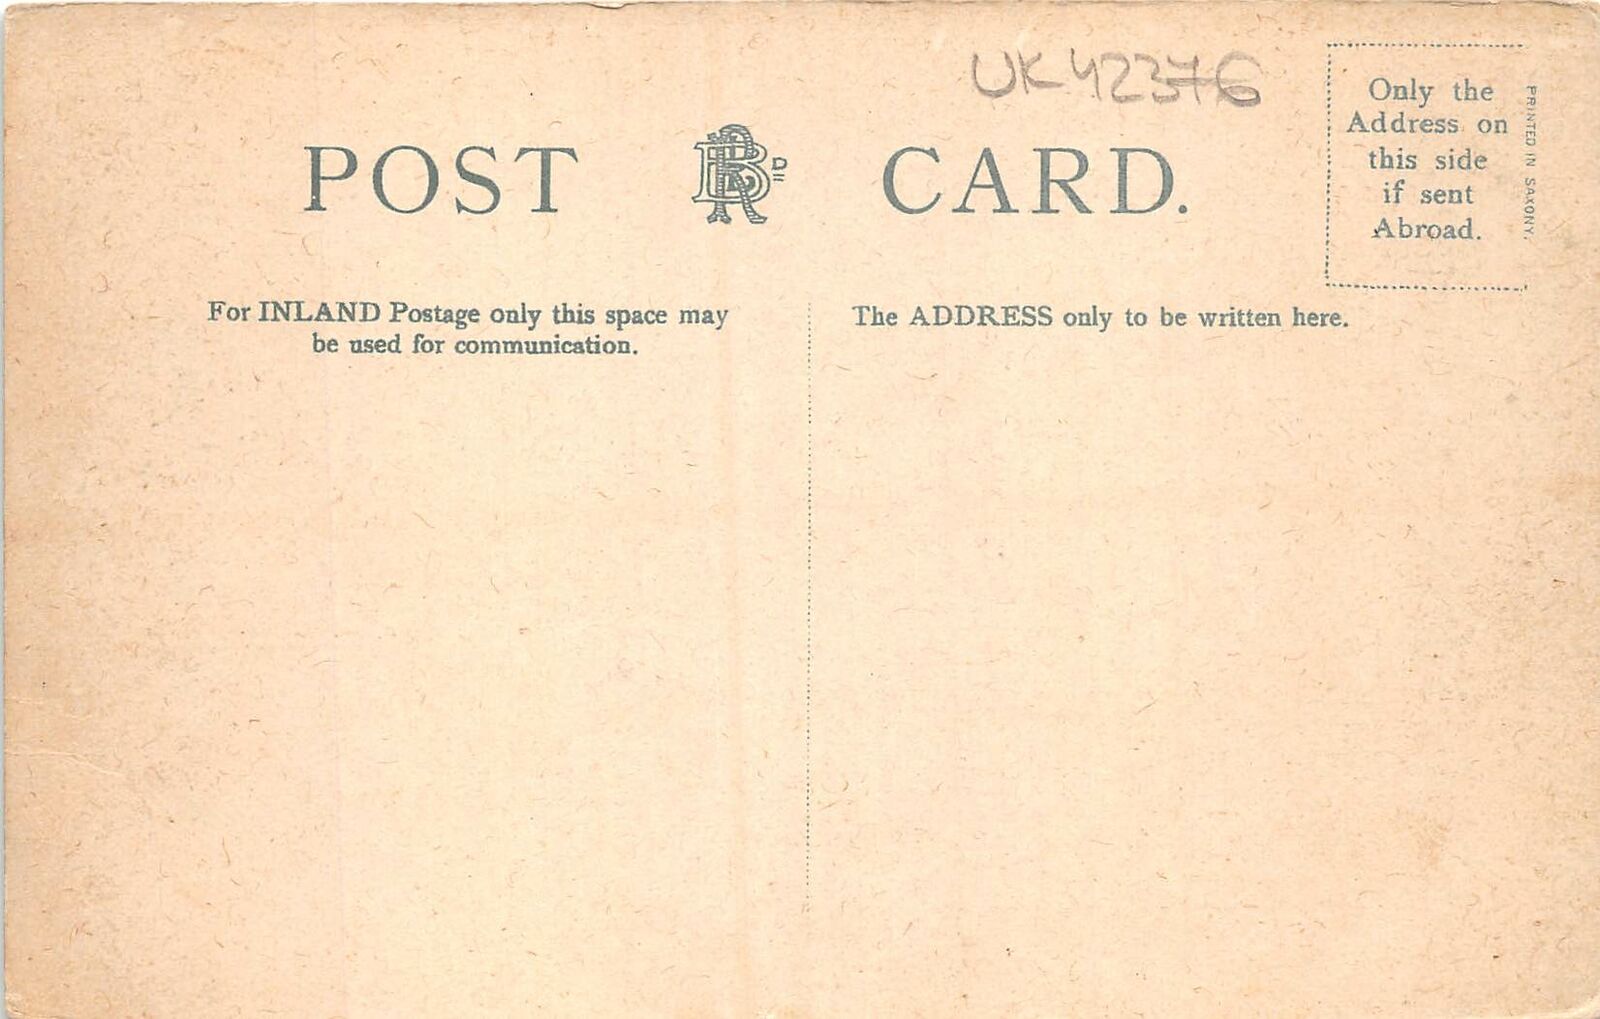 UK42376
POST CARD.
Only the
Address on
this side
if sent
Abroad.
PRINTED IN SAXONY.
For INLAND Postage only this space may
be used for communication.
The ADDRESS only to be written here.